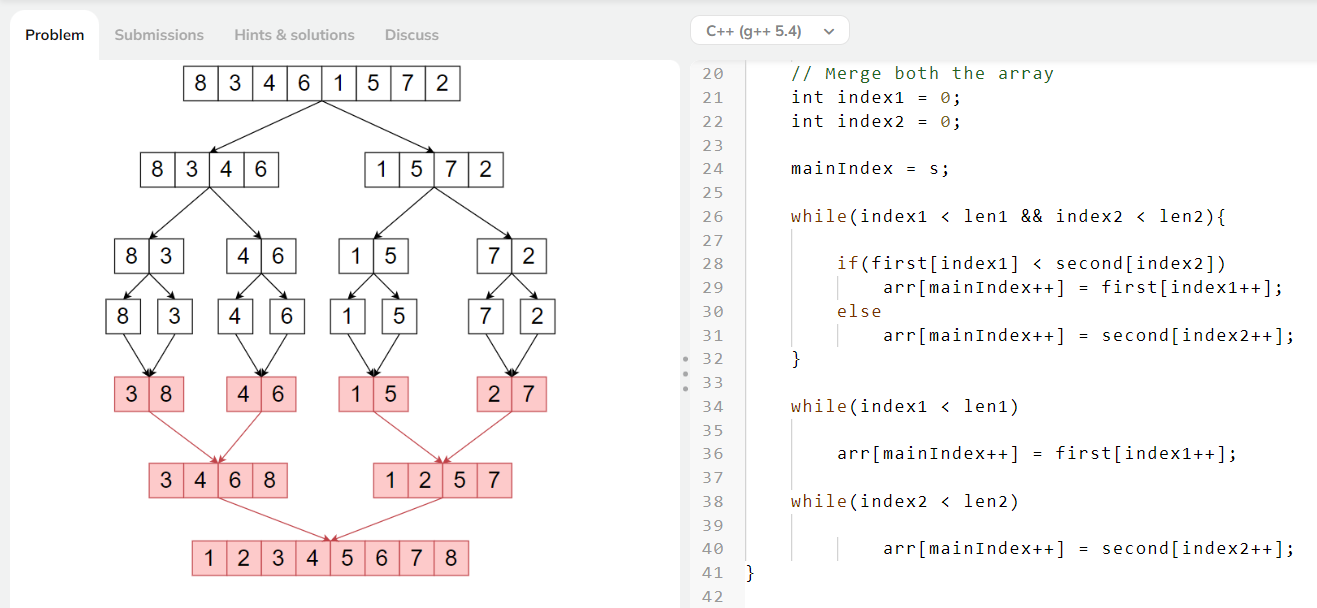 Problem Submissions Hints & solutions Discuss
8 3 4 6 1 5 7 2
8 3 4 6 1 5 7 2
8 3 4 6 1 5 7 2
8 3 4 6 1 5 7 2
3 8 4 6 1 5 2 7
3 4 6 8 1 2 5 7
1 2 3 4 5 6 7 8
C++ (g++ 5.4)
20 // Merge both the array
21 int index1 = 0;
22 int index2 = 0;
23
24 mainIndex = s;
25
26 while(index1 < len1 && index2 < len2){
27
28 if(first[index1] < second[index2])
29 arr[mainIndex++] = first[index1++];
30 else
31 arr[mainIndex++] = second[index2++];
32 }
33
34 while(index1 < len1)
35
36 arr[mainIndex++] = first[index1++];
37
38 while(index2 < len2)
39
40 arr[mainIndex++] = second[index2++];
41 }
42